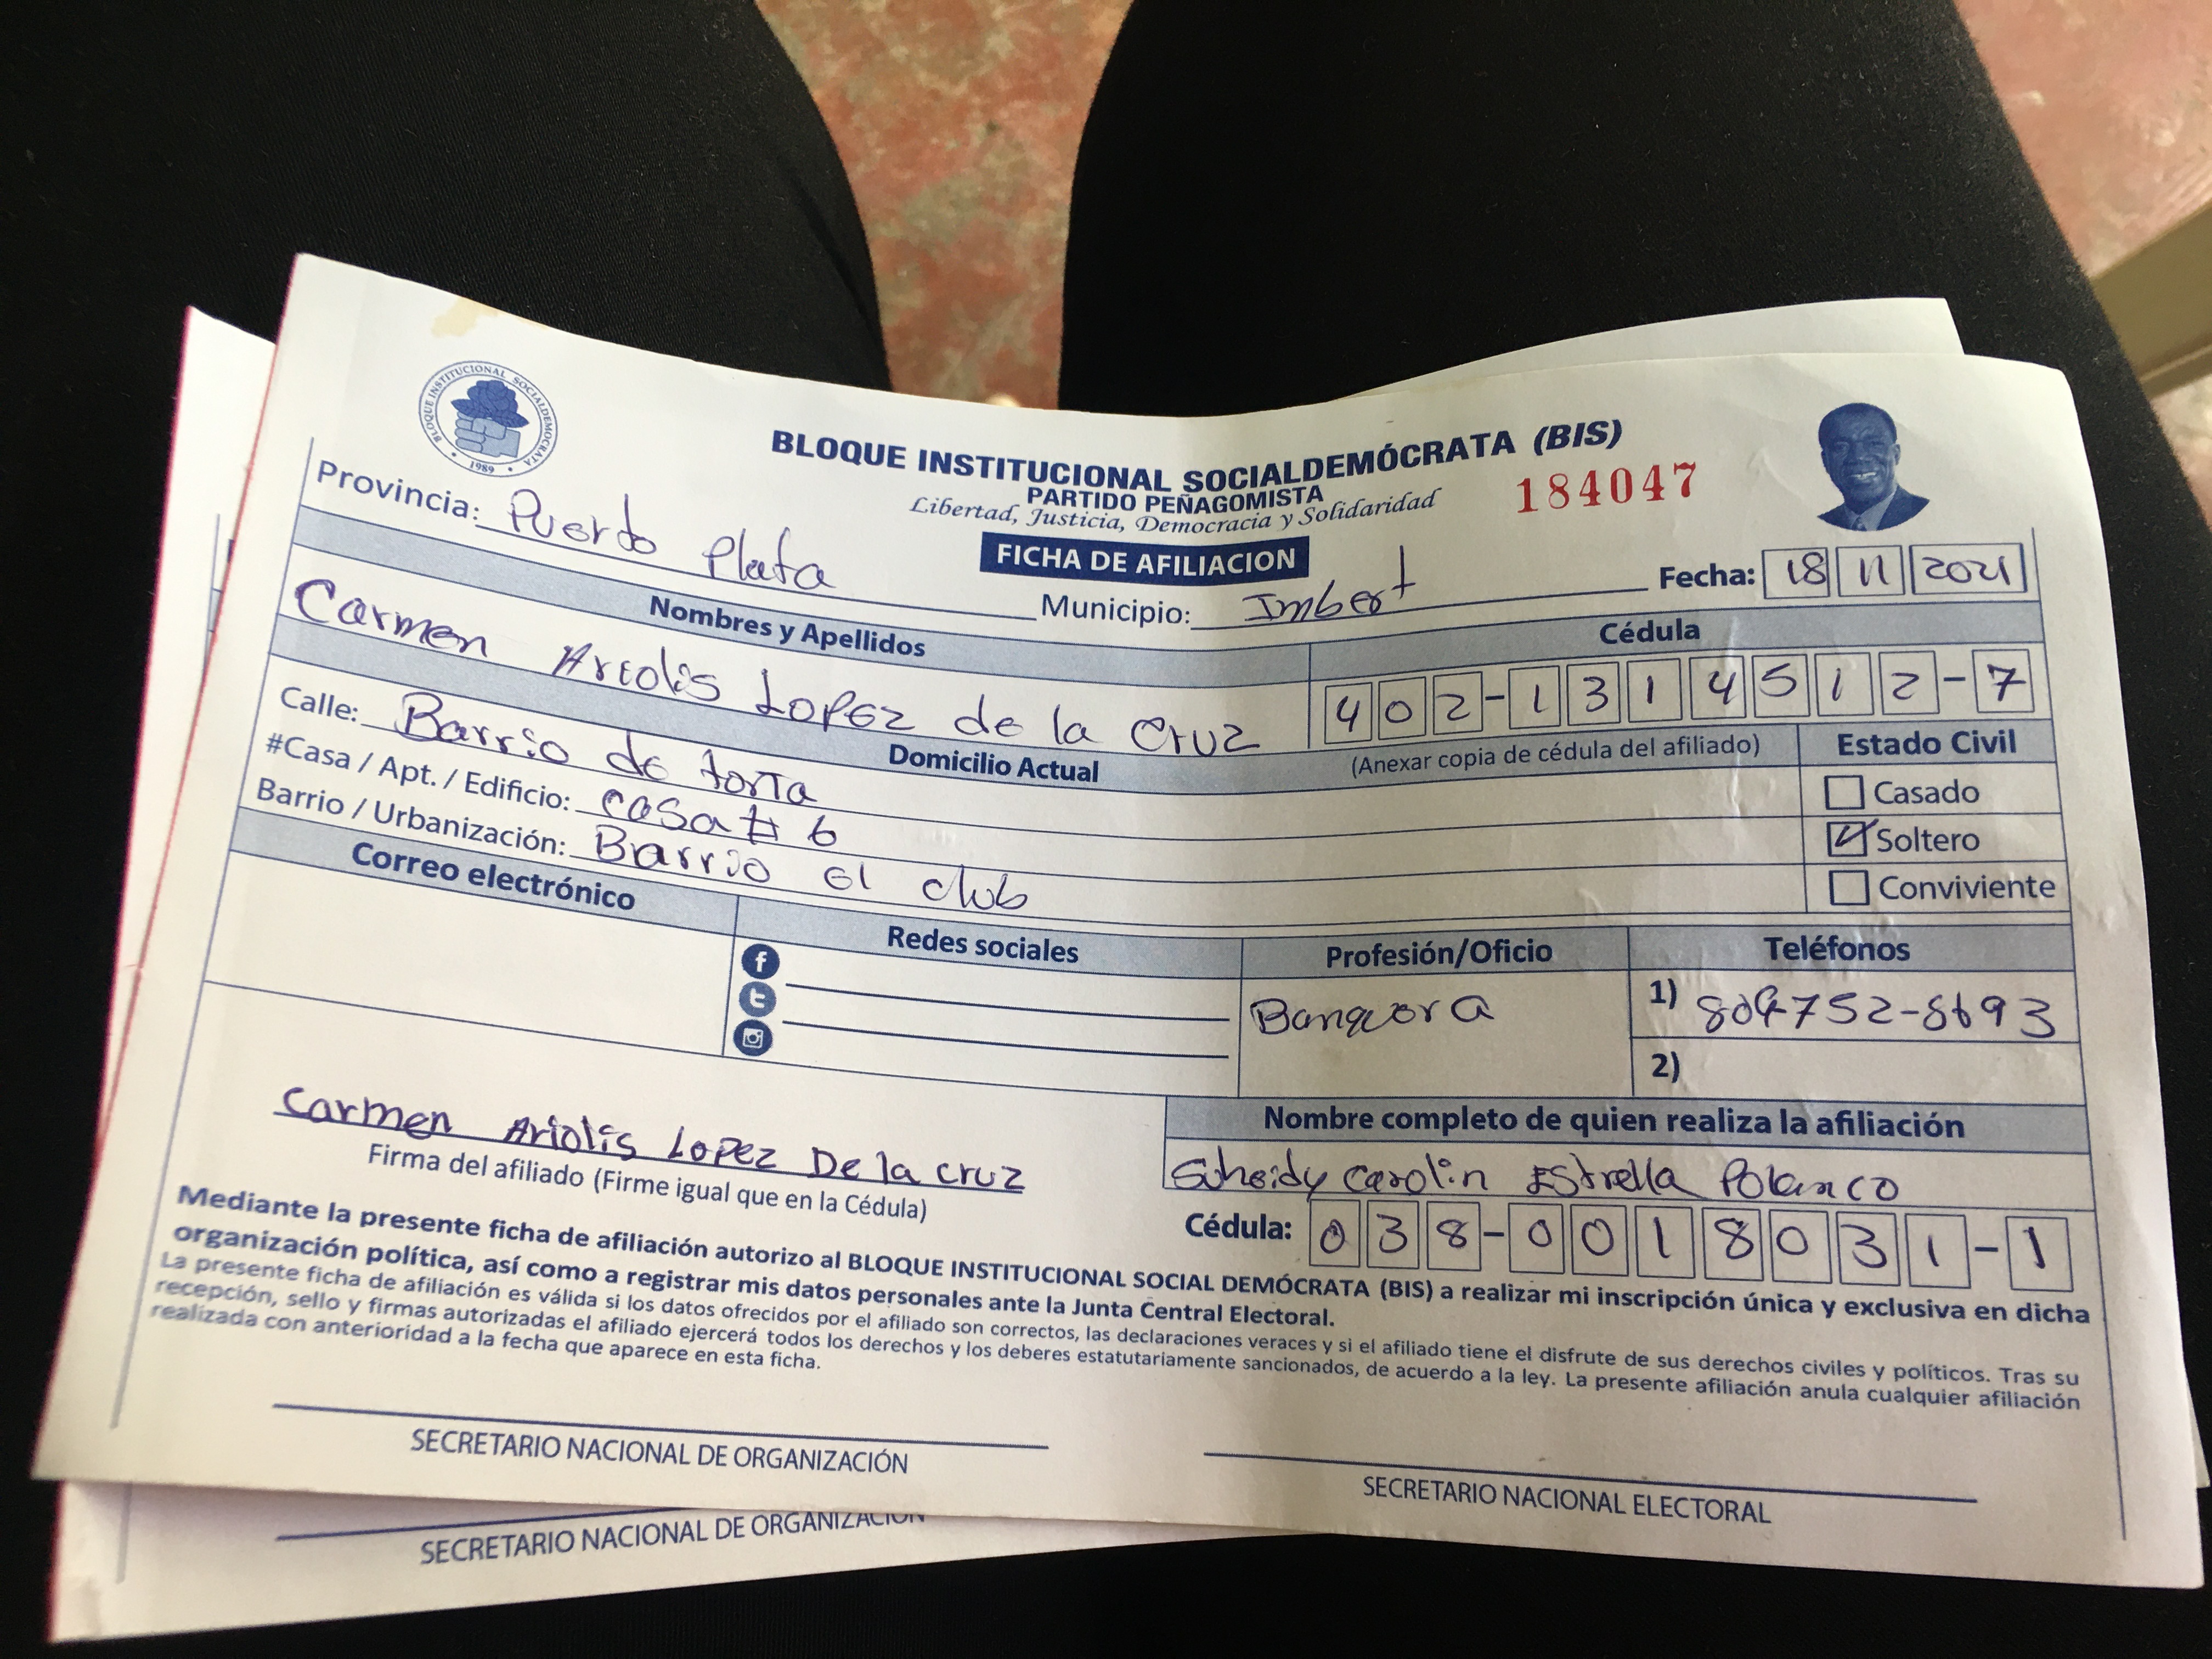 BLOQUE INSTITUCIONAL SOCIALDEMOCRATA
1989
BLOQUE INSTITUCIONAL SOCIALDEMÓCRATA (BIS)
PARTIDO PEÑAGOMISTA
Libertad, Justicia, Democracia y Solidaridad
184047
FICHA DE AFILIACION
Provincia: Puerto Plata
Municipio: Imbert
Fecha: 18 11 2021
Nombres y Apellidos
Cédula
Carmen Ariolis Lopez de la Cruz
402-1314512-7
Domicilio Actual
(Anexar copia de cédula del afiliado)
Estado Civil
Calle: Barrio de torta
#Casa / Apt. / Edificio: casa # 6
Barrio / Urbanización: Barrio el club
Casado
Soltero
Conviviente
Correo electrónico
Redes sociales
Profesión/Oficio
Teléfonos
Banquera
1) 809752-8693
2)
Carmen Ariolis Lopez De la cruz
Firma del afiliado (Firme igual que en la Cédula)
Nombre completo de quien realiza la afiliación
Carolin Estrella Polanco
Cédula: 038-0018031-1
Mediante la presente ficha de afiliación autorizo al BLOQUE INSTITUCIONAL SOCIAL DEMÓCRATA (BIS) a realizar mi inscripción única y exclusiva en dicha
organización política, así como a registrar mis datos personales ante la Junta Central Electoral.
La presente ficha de afiliación es válida si los datos ofrecidos por el afiliado son correctos, las declaraciones veraces y si el afiliado tiene el disfrute de sus derechos civiles y políticos. Tras su
recepción, sello y firmas autorizadas el afiliado ejercerá todos los derechos y los deberes estatutariamente sancionados, de acuerdo a la ley. La presente afiliación anula cualquier afiliación
realizada con anterioridad a la fecha que aparece en esta ficha.
SECRETARIO NACIONAL DE ORGANIZACIÓN
SECRETARIO NACIONAL ELECTORAL
SECRETARIO NACIONAL DE ORGANIZACIÓN